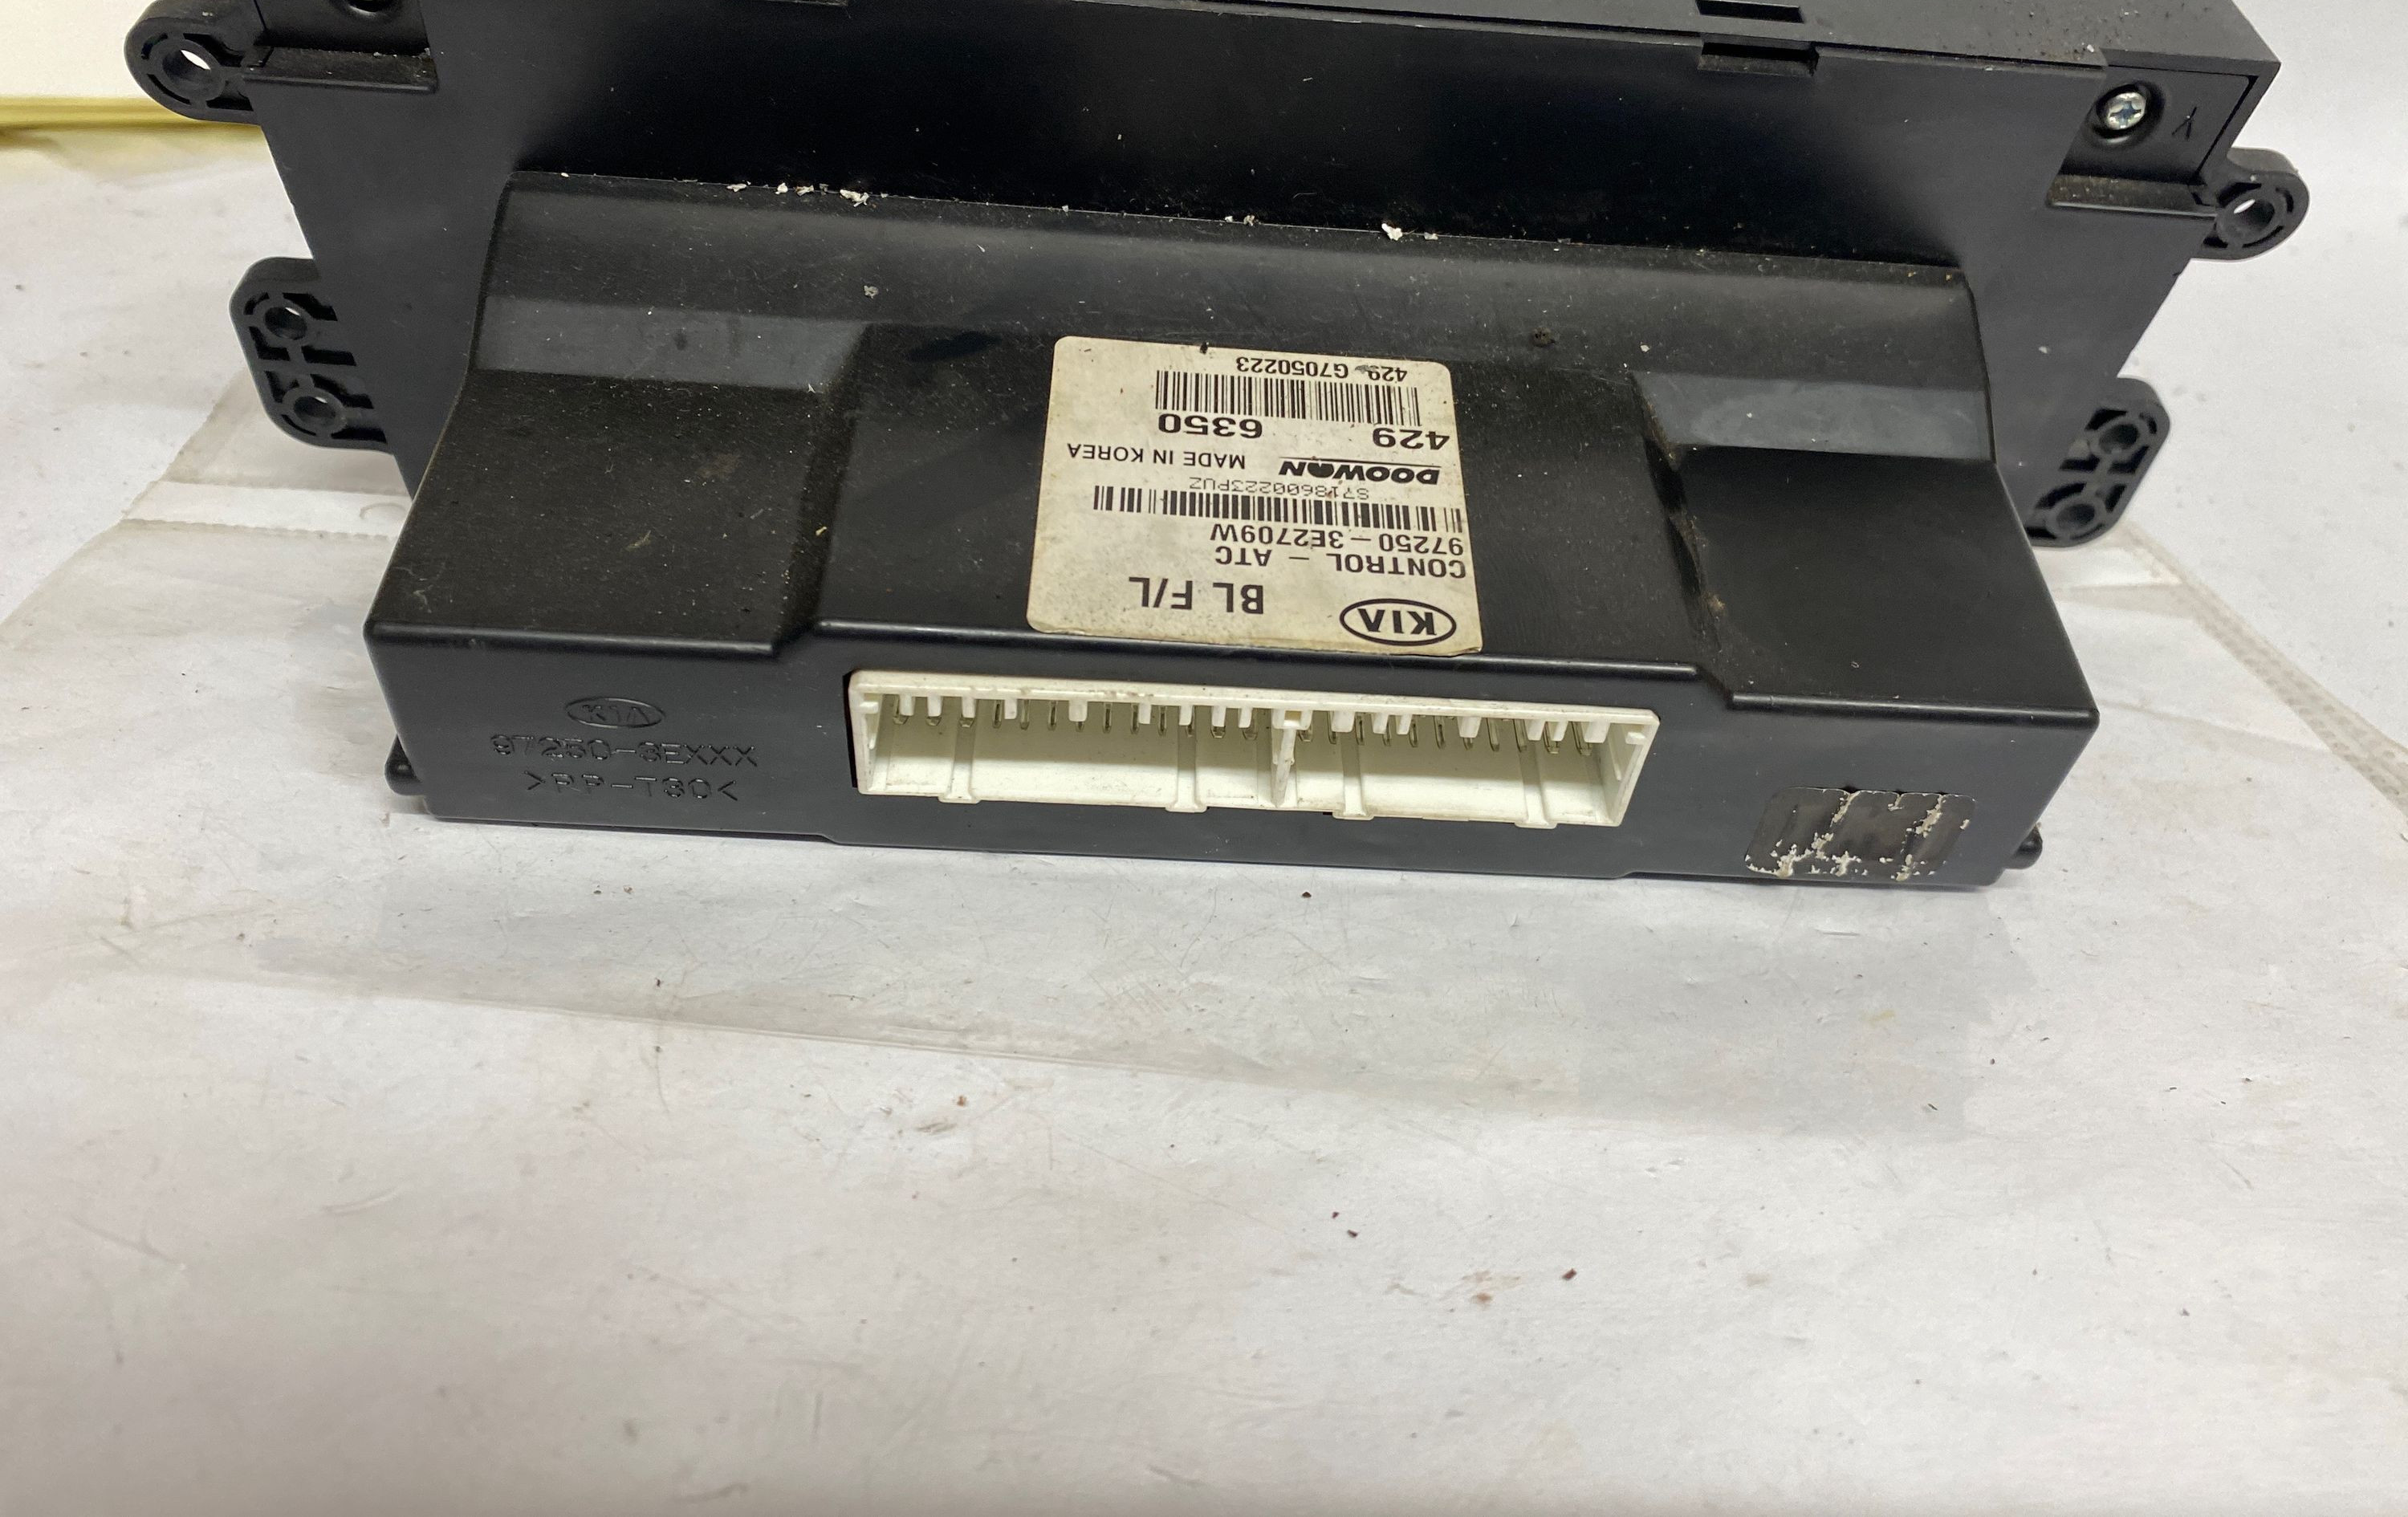 KIA BL F/L
CONTROL - ATC
97250-3E2709W
S7186000223PUZ
DOOWON MADE IN KOREA
429 6350
429 G7050223
KIA
97250-3EXXX
>PP-T30<